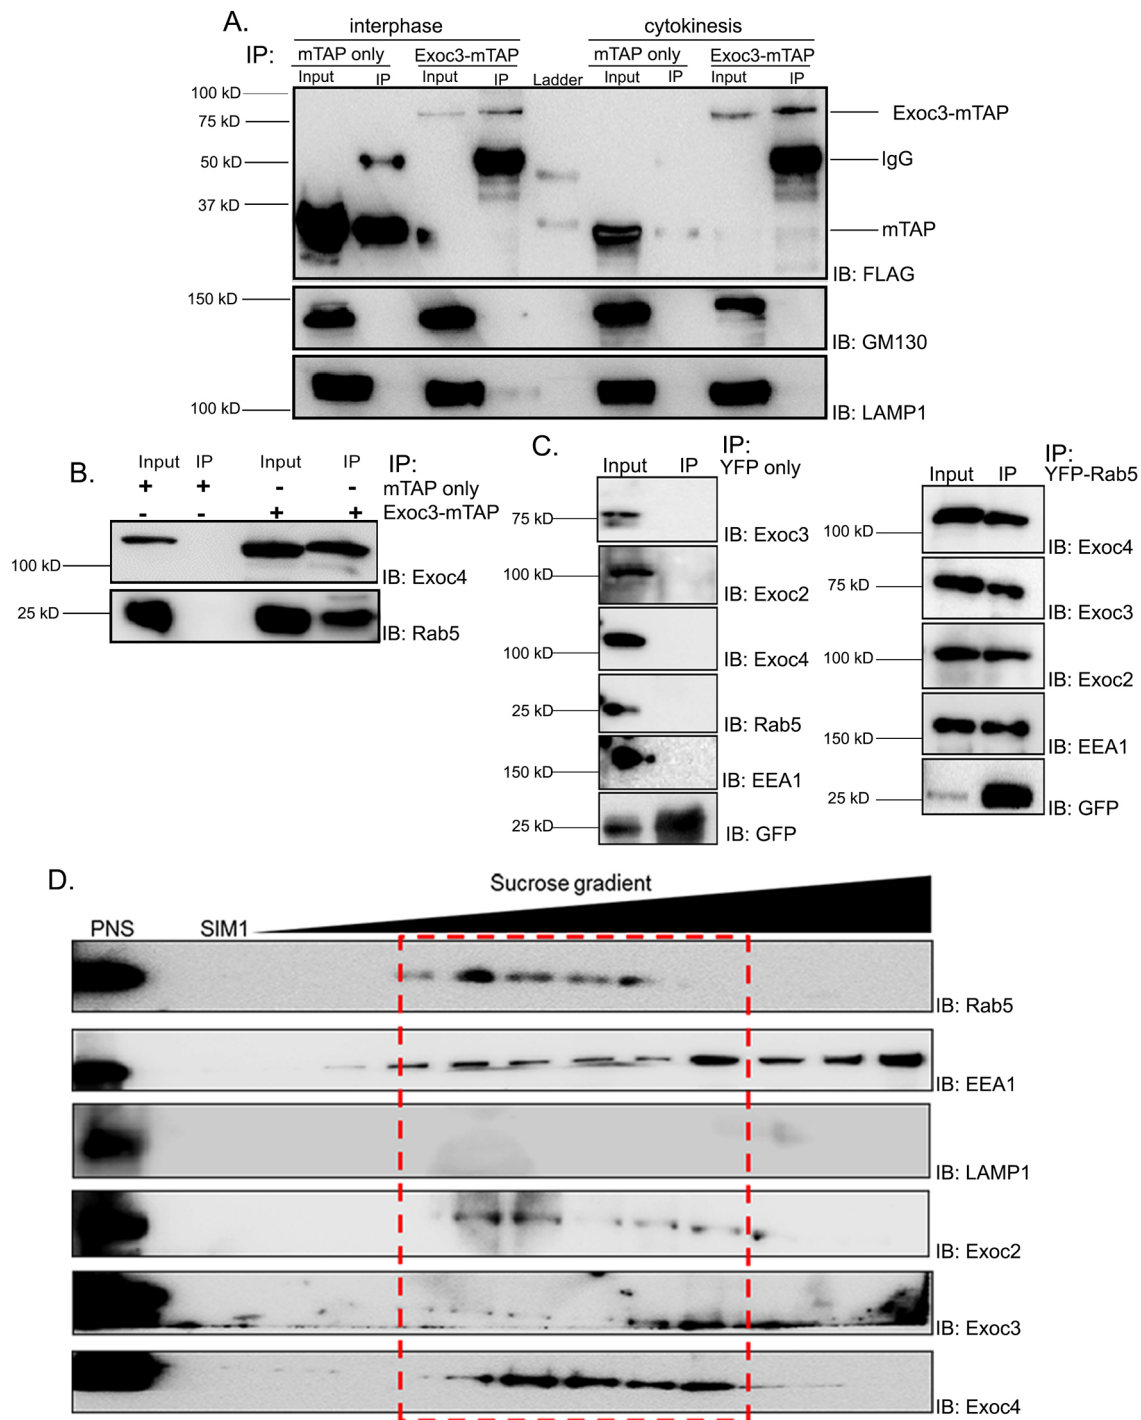 A.
interphase cytokinesis
IP: mTAP only Exoc3-mTAP mTAP only Exoc3-mTAP
Input IP Input IP Ladder Input IP Input IP
100 kD
75 kD
50 kD
37 kD
Exoc3-mTAP
IgG
mTAP
IB: FLAG
150 kD
IB: GM130
100 kD
IB: LAMP1
B.
Input IP Input IP IP:
+ + - - mTAP only
- - + + Exoc3-mTAP
100 kD
IB: Exoc4
25 kD
IB: Rab5
C.
IP:
Input IP YFP only
75 kD
IB: Exoc3
100 kD
IB: Exoc2
100 kD
IB: Exoc4
25 kD
IB: Rab5
150 kD
IB: EEA1
25 kD
IB: GFP
IP:
Input IP YFP-Rab5
100 kD
IB: Exoc4
75 kD
IB: Exoc3
100 kD
IB: Exoc2
150 kD
IB: EEA1
25 kD
IB: GFP
D.
Sucrose gradient
PNS SIM1
IB: Rab5
IB: EEA1
IB: LAMP1
IB: Exoc2
IB: Exoc3
IB: Exoc4